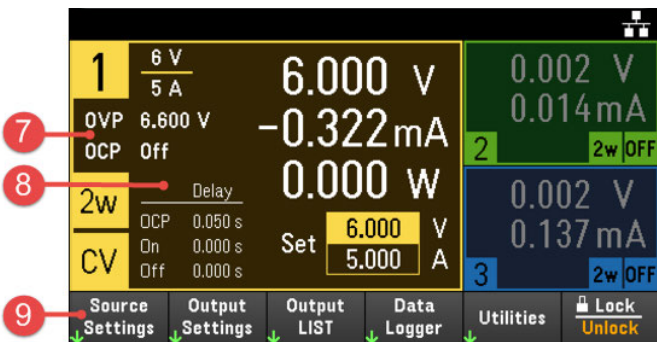 1
6 V
5 A
6.000 V
OVP 6.600 V
-0.322 mA
OCP Off
0.000 W
2w
Delay
OCP 0.050 s
On 0.000 s
Off 0.000 s
Set 6.000 V
5.000 A
CV
0.002 V
0.014 mA
2
2w OFF
0.002 V
0.137 mA
3
2w OFF
7
8
9
Source Settings
Output Settings
Output LIST
Data Logger
Utilities
Lock
Unlock